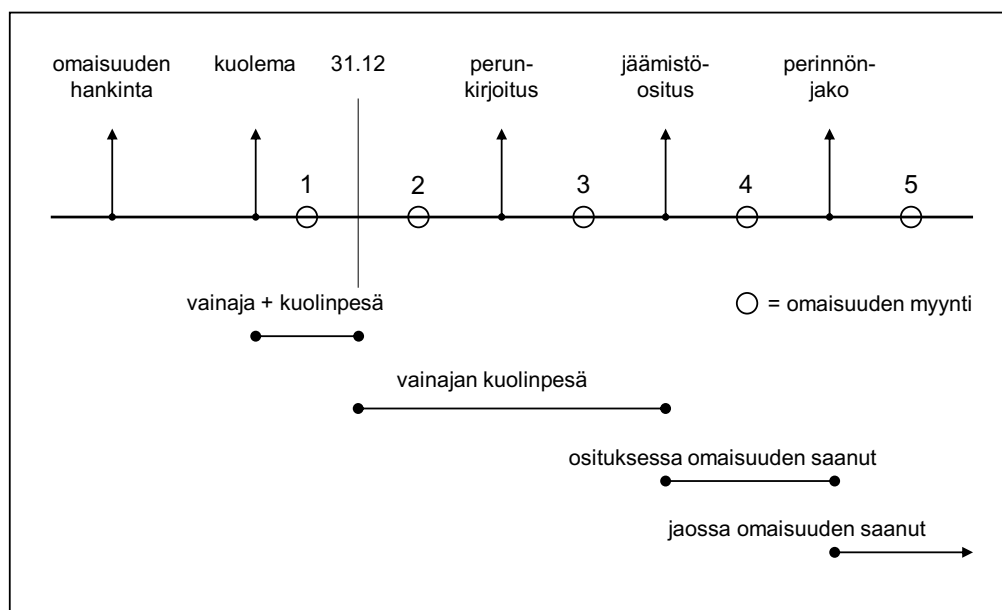 omaisuuden
hankinta
kuolema
31.12
perun-
kirjoitus
jäämistö-
ositus
perinnön-
jako
1
2
3
4
5
vainaja + kuolinpesä
= omaisuuden myynti
vainajan kuolinpesä
osituksessa omaisuuden saanut
jaossa omaisuuden saanut